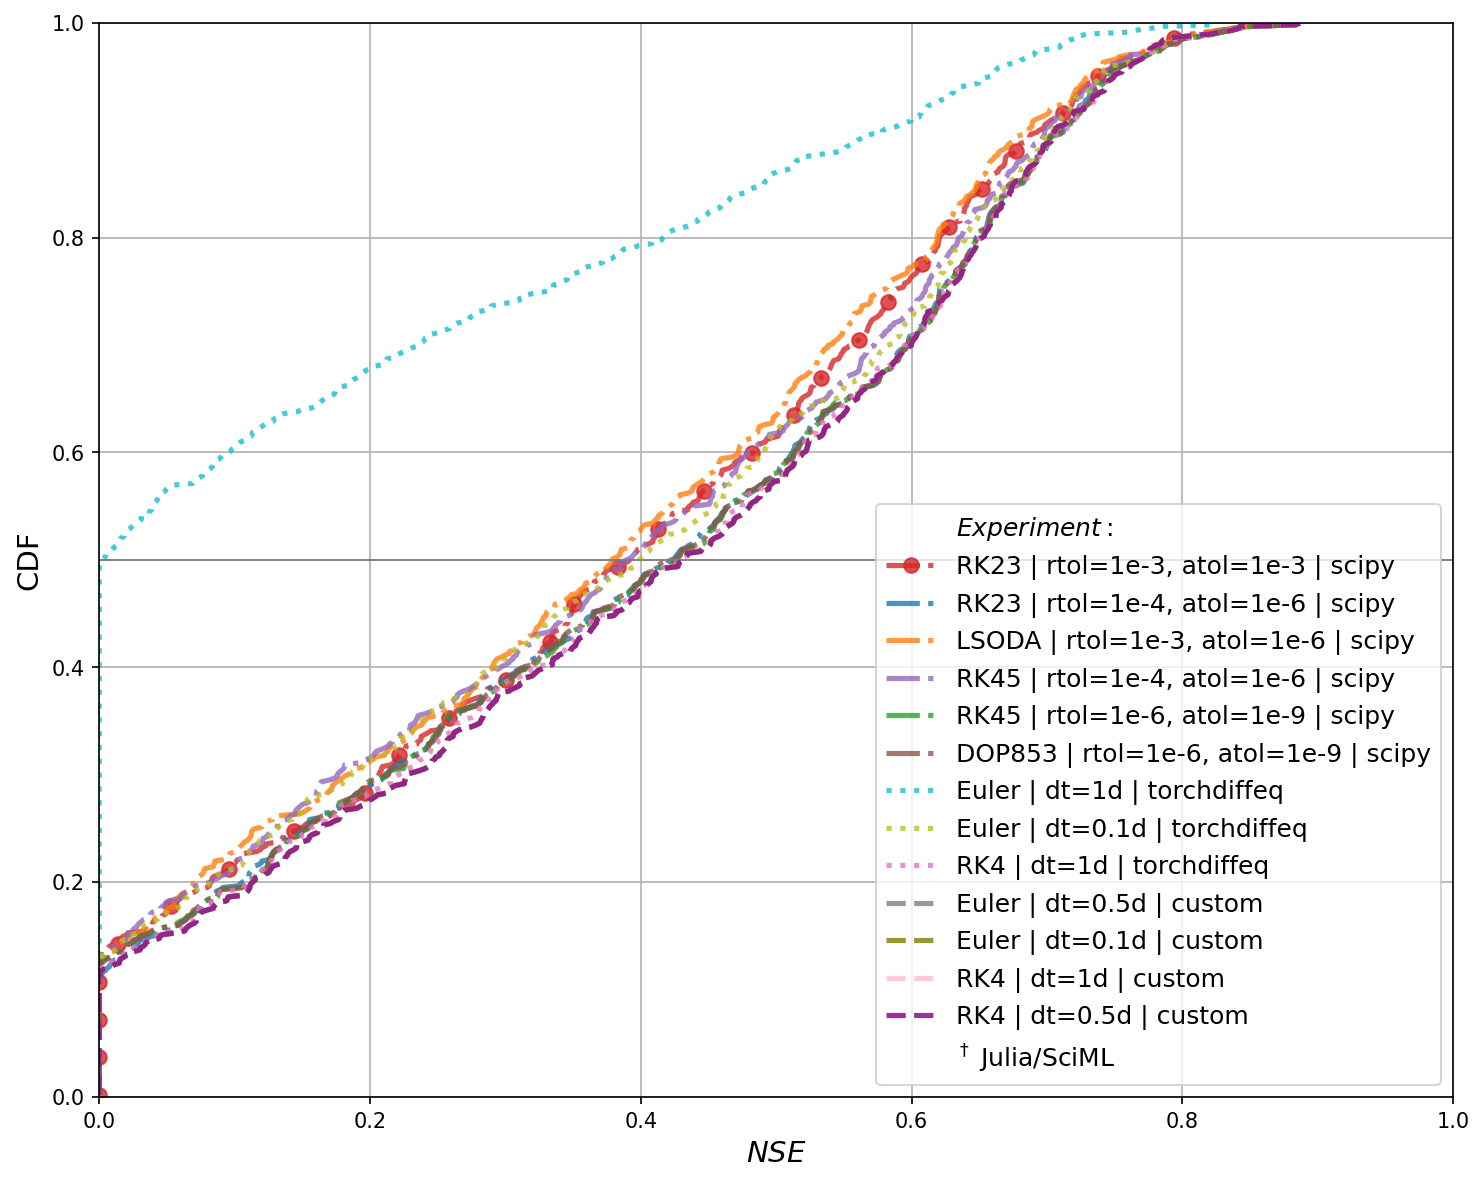 1.0
0.8
0.6
0.4
0.2
0.0
CDF
0.0 0.2 0.4 0.6 0.8 1.0
NSE
Experiment:
RK23 | rtol=1e-3, atol=1e-3 | scipy
RK23 | rtol=1e-4, atol=1e-6 | scipy
LSODA | rtol=1e-3, atol=1e-6 | scipy
RK45 | rtol=1e-4, atol=1e-6 | scipy
RK45 | rtol=1e-6, atol=1e-9 | scipy
DOP853 | rtol=1e-6, atol=1e-9 | scipy
Euler | dt=1d | torchdiffeq
Euler | dt=0.1d | torchdiffeq
RK4 | dt=1d | torchdiffeq
Euler | dt=0.5d | custom
Euler | dt=0.1d | custom
RK4 | dt=1d | custom
RK4 | dt=0.5d | custom
† Julia/SciML